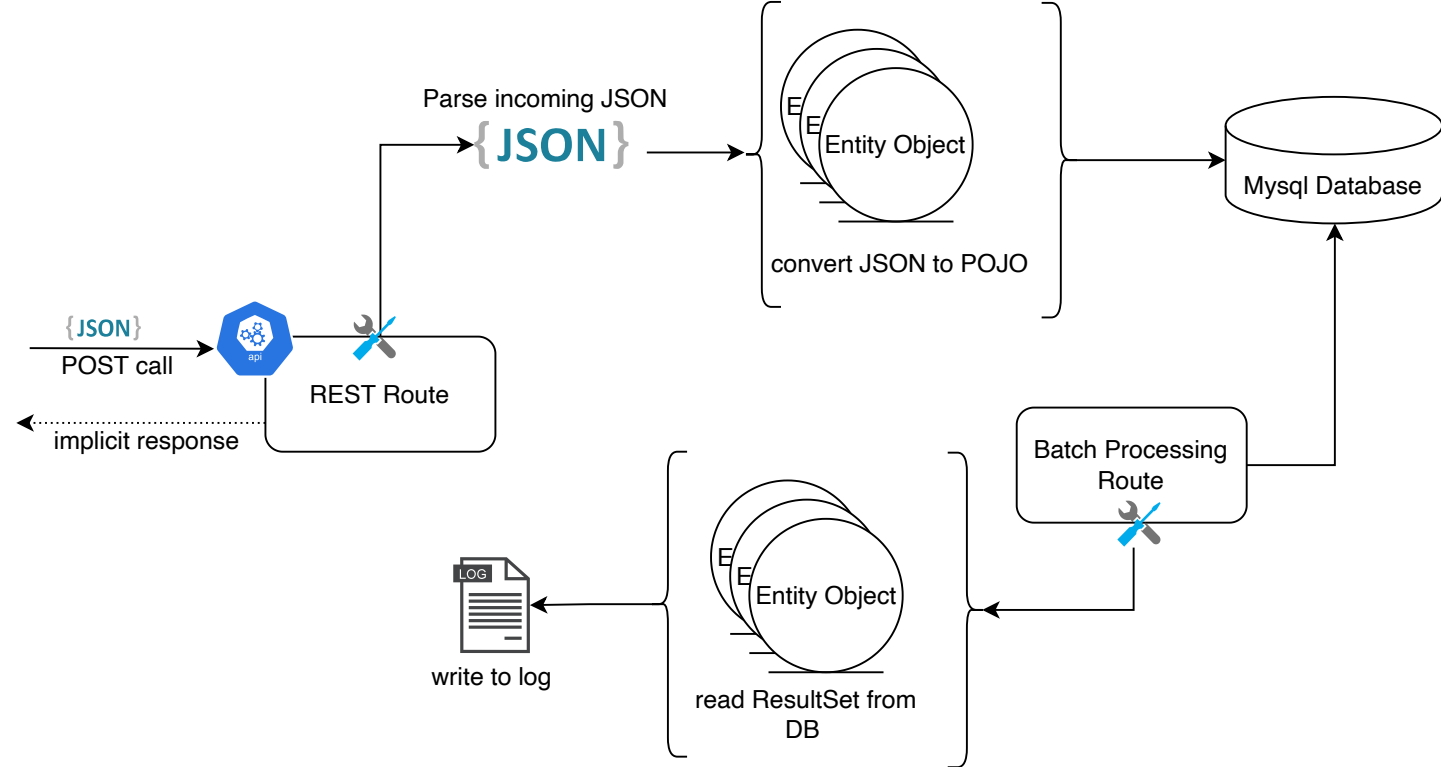 Parse incoming JSON
{JSON}
E
E
Entity Object
convert JSON to POJO
Mysql Database
{JSON}
POST call
api
REST Route
implicit response
Batch Processing
Route
E
E
Entity Object
read ResultSet from
DB
LOG
write to log